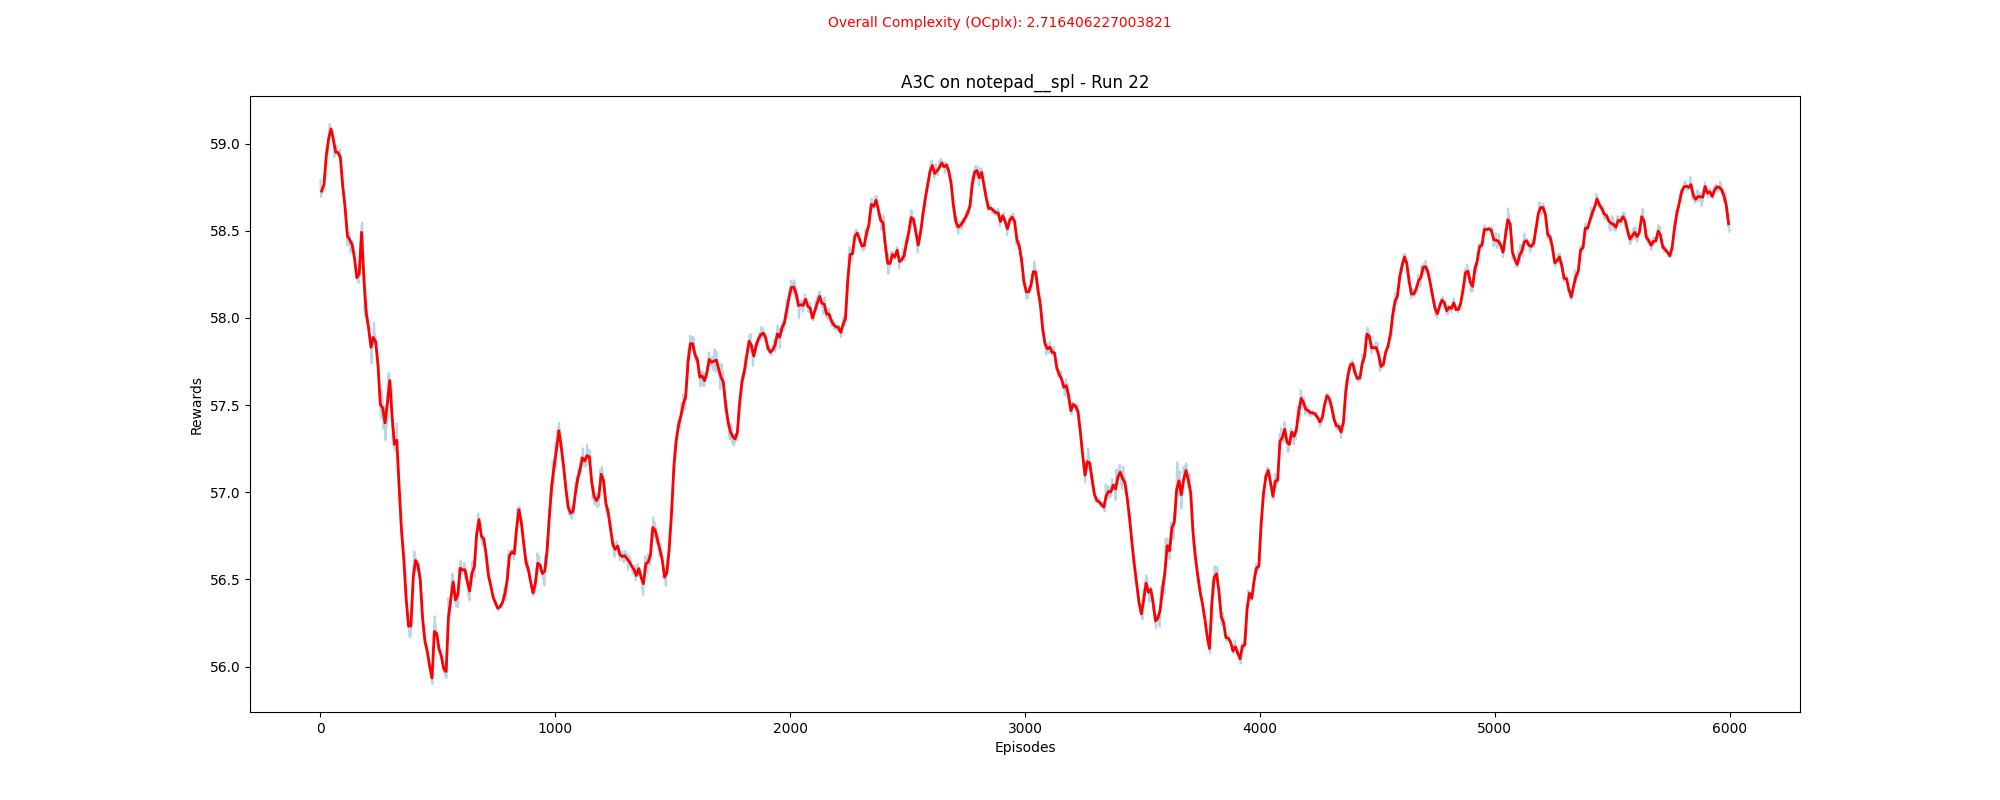 Overall Complexity (OCplx): 2.716406227003821
A3C on notepad__spl - Run 22
59.0
58.5
58.0
57.5
57.0
56.5
56.0
Rewards
0 1000 2000 3000 4000 5000 6000
Episodes